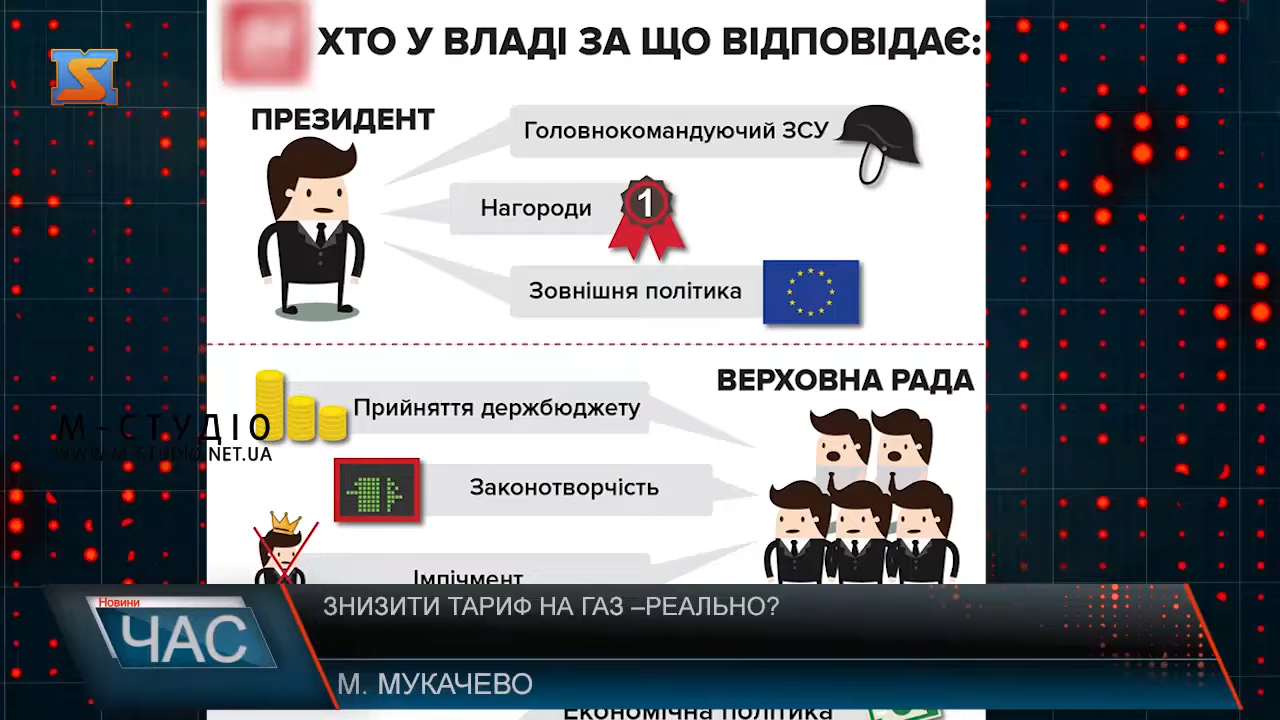 ХТО У ВЛАДІ ЗА ЩО ВІДПОВІДАЄ:
ПРЕЗИДЕНТ
Головнокомандуючий ЗСУ
Нагороди
1
Зовнішня політика
ВЕРХОВНА РАДА
Прийняття держбюджету
М-СТУДІО
WWW.M-STUDIO.NET.UA
Законотворчість
Імпічмент
Новини
ЧАС
ЗНИЗИТИ ТАРИФ НА ГАЗ –РЕАЛЬНО?
М. МУКАЧЕВО
Економічна політика